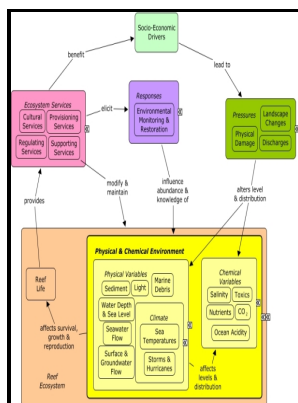 Socio-Economic
Drivers
benefit
lead to
Ecosystem Services
Cultural
Services
Provisioning
Services
Regulating
Services
Supporting
Services
elicit
Responses
Environmental
Monitoring &
Restoration
Pressures
Physical
Damage
Landscape
Changes
Discharges
modify &
maintain
influence
abundance &
knowledge of
alters level
& distribution
provides
Reef
Life
affects survival,
growth &
reproduction
Reef
Ecosystem
Physical & Chemical Environment
Physical Variables
Sediment
Light
Marine
Debris
Water Depth
& Sea Level
Seawater
Flow
Surface &
Groundwater
Flow
Climate
Sea
Temperatures
Storms &
Hurricanes
Chemical
Variables
Salinity
Toxics
Nutrients
CO2
Ocean Acidity
affects
levels &
distribution